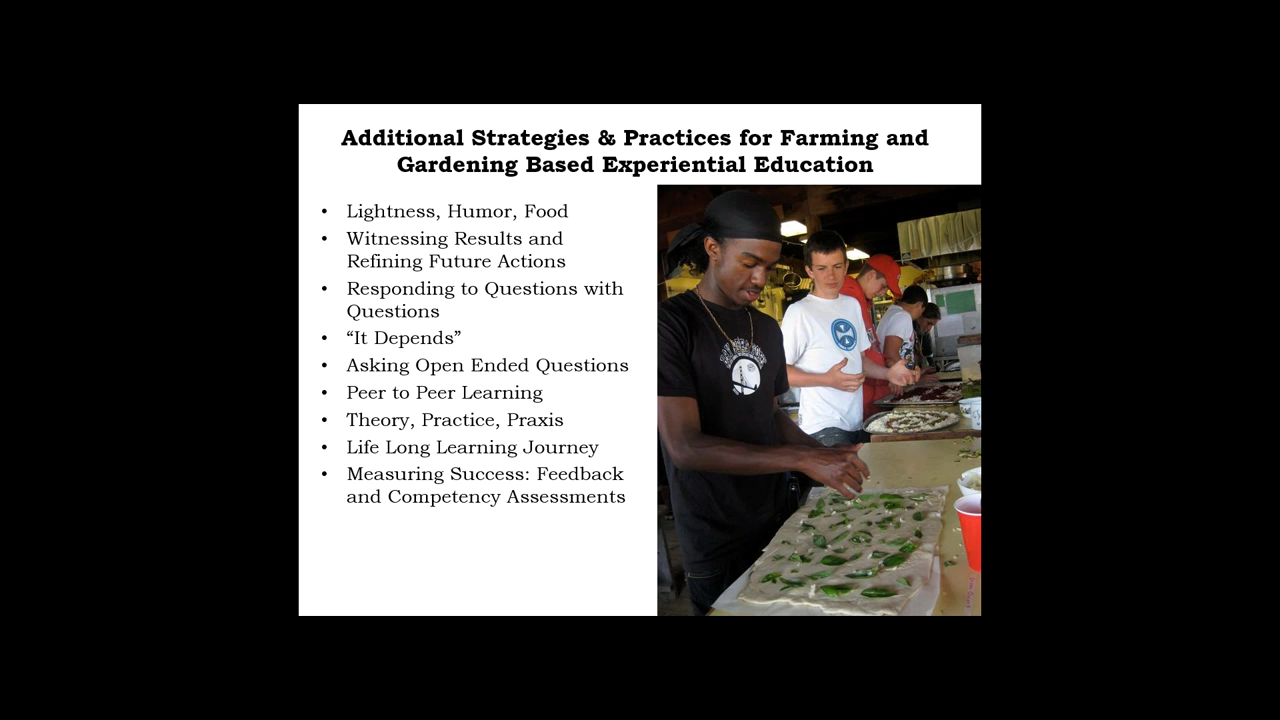 Additional Strategies & Practices for Farming and
Gardening Based Experiential Education
• Lightness, Humor, Food
• Witnessing Results and
Refining Future Actions
• Responding to Questions with
Questions
• “It Depends”
• Asking Open Ended Questions
• Peer to Peer Learning
• Theory, Practice, Praxis
• Life Long Learning Journey
• Measuring Success: Feedback
and Competency Assessments